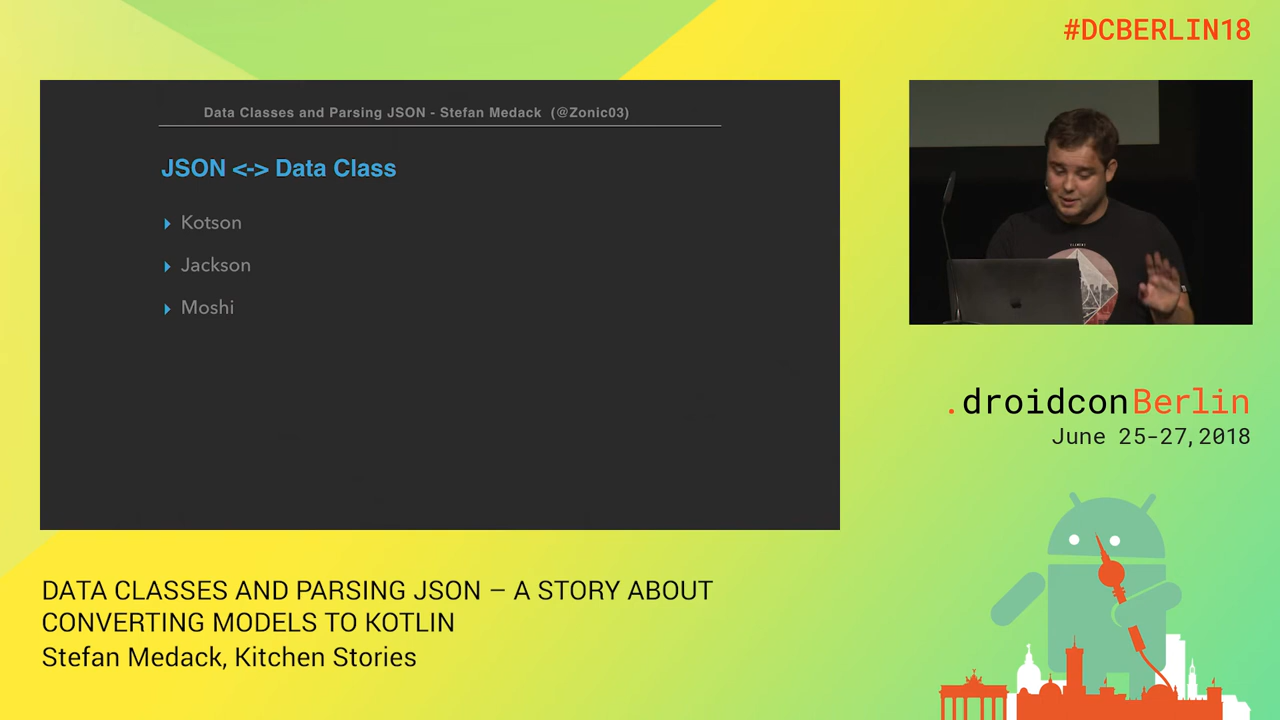 #DCBERLIN18
Data Classes and Parsing JSON - Stefan Medack (@Zonic03)
JSON <-> Data Class
Kotson
Jackson
Moshi
.droidconBerlin
June 25-27, 2018
DATA CLASSES AND PARSING JSON – A STORY ABOUT
CONVERTING MODELS TO KOTLIN
Stefan Medack, Kitchen Stories